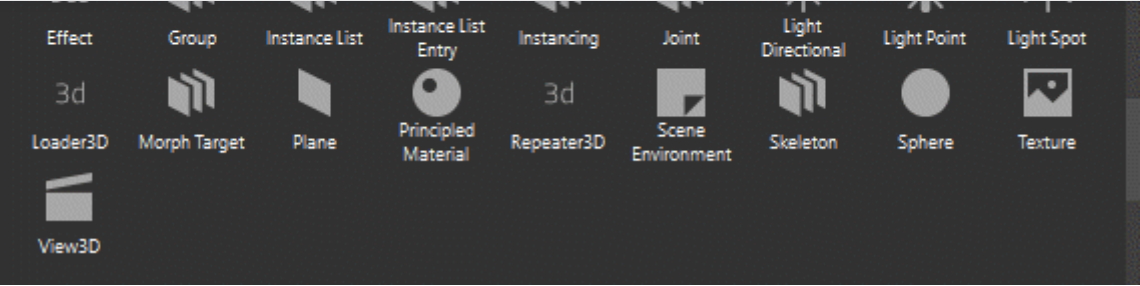 Effect
Group
Instance List
Instance List
Entry
Instancing
Joint
Light
Directional
Light Point
Light Spot
3d
Loader3D
Morph Target
Plane
Principled
Material
3d
Repeater3D
Scene
Environment
Skeleton
Sphere
Texture
View3D